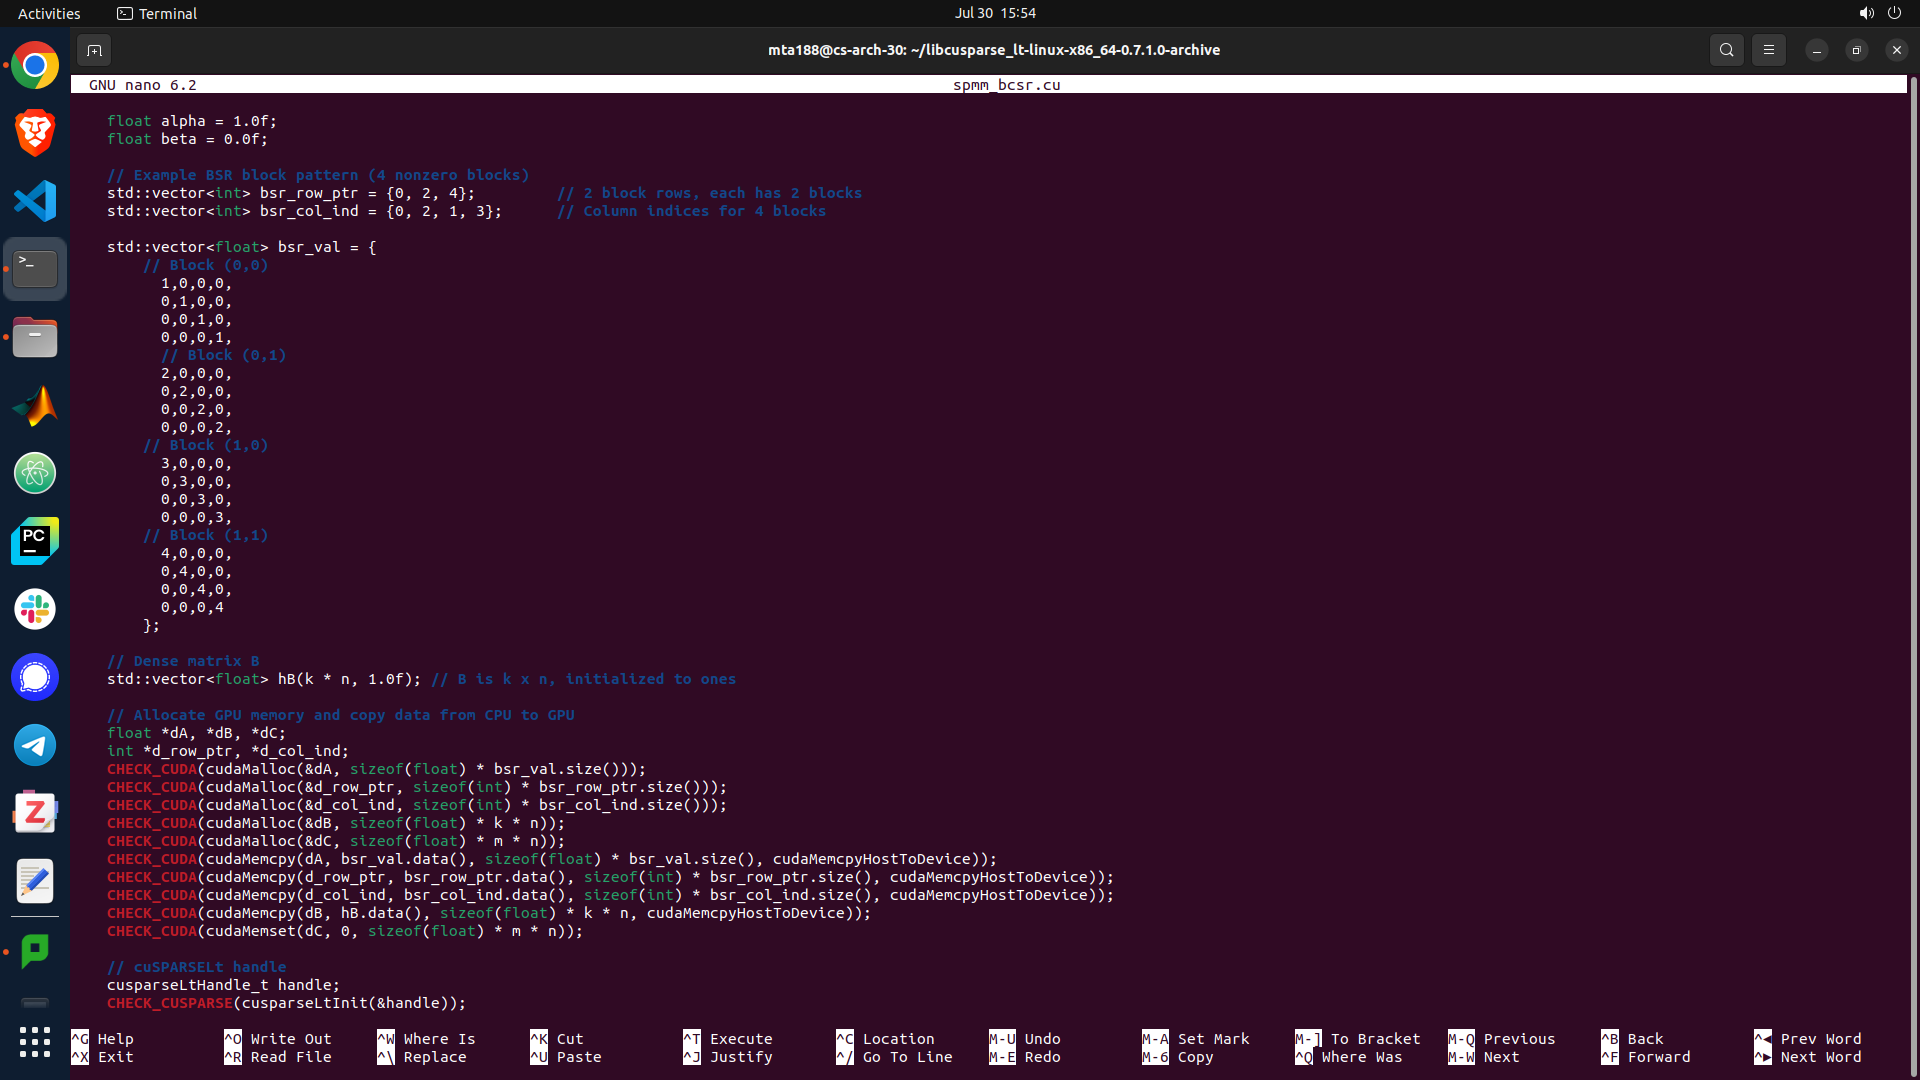 Activities
Terminal
Jul 30 15:54
mta188@cs-arch-30: ~/libcusparse_lt-linux-x86_64-0.7.1.0-archive
GNU nano 6.2
spmm_bcsr.cu
float alpha = 1.0f;
float beta = 0.0f;
// Example BSR block pattern (4 nonzero blocks)
std::vector<int> bsr_row_ptr = {0, 2, 4};         // 2 block rows, each has 2 blocks
std::vector<int> bsr_col_ind = {0, 2, 1, 3};      // Column indices for 4 blocks
std::vector<float> bsr_val = {
// Block (0,0)
1,0,0,0,
0,1,0,0,
0,0,1,0,
0,0,0,1,
// Block (0,1)
2,0,0,0,
0,2,0,0,
0,0,2,0,
0,0,0,2,
// Block (1,0)
3,0,0,0,
0,3,0,0,
0,0,3,0,
0,0,0,3,
// Block (1,1)
4,0,0,0,
0,4,0,0,
0,0,4,0,
0,0,0,4
};
// Dense matrix B
std::vector<float> hB(k * n, 1.0f); // B is k x n, initialized to ones
// Allocate GPU memory and copy data from CPU to GPU
float *dA, *dB, *dC;
int *d_row_ptr, *d_col_ind;
CHECK_CUDA(cudaMalloc(&dA, sizeof(float) * bsr_val.size()));
CHECK_CUDA(cudaMalloc(&d_row_ptr, sizeof(int) * bsr_row_ptr.size()));
CHECK_CUDA(cudaMalloc(&d_col_ind, sizeof(int) * bsr_col_ind.size()));
CHECK_CUDA(cudaMalloc(&dB, sizeof(float) * k * n));
CHECK_CUDA(cudaMalloc(&dC, sizeof(float) * m * n));
CHECK_CUDA(cudaMemcpy(dA, bsr_val.data(), sizeof(float) * bsr_val.size(), cudaMemcpyHostToDevice));
CHECK_CUDA(cudaMemcpy(d_row_ptr, bsr_row_ptr.data(), sizeof(int) * bsr_row_ptr.size(), cudaMemcpyHostToDevice));
CHECK_CUDA(cudaMemcpy(d_col_ind, bsr_col_ind.data(), sizeof(int) * bsr_col_ind.size(), cudaMemcpyHostToDevice));
CHECK_CUDA(cudaMemcpy(dB, hB.data(), sizeof(float) * k * n, cudaMemcpyHostToDevice));
CHECK_CUDA(cudaMemset(dC, 0, sizeof(float) * m * n));
// cuSPARSELt handle
cusparseLtHandle_t handle;
CHECK_CUSPARSE(cusparseLtInit(&handle));
^G Help ^O Write Out ^W Where Is ^K Cut ^T Execute ^C Location M-U Undo M-A Set Mark M-] To Bracket M-Q Previous ^B Back ^◀ Prev Word
^X Exit ^R Read File ^\ Replace ^U Paste ^J Justify ^/ Go To Line M-E Redo M-6 Copy ^Q Where Was M-W Next ^F Forward ^▶ Next Word
PC
Z